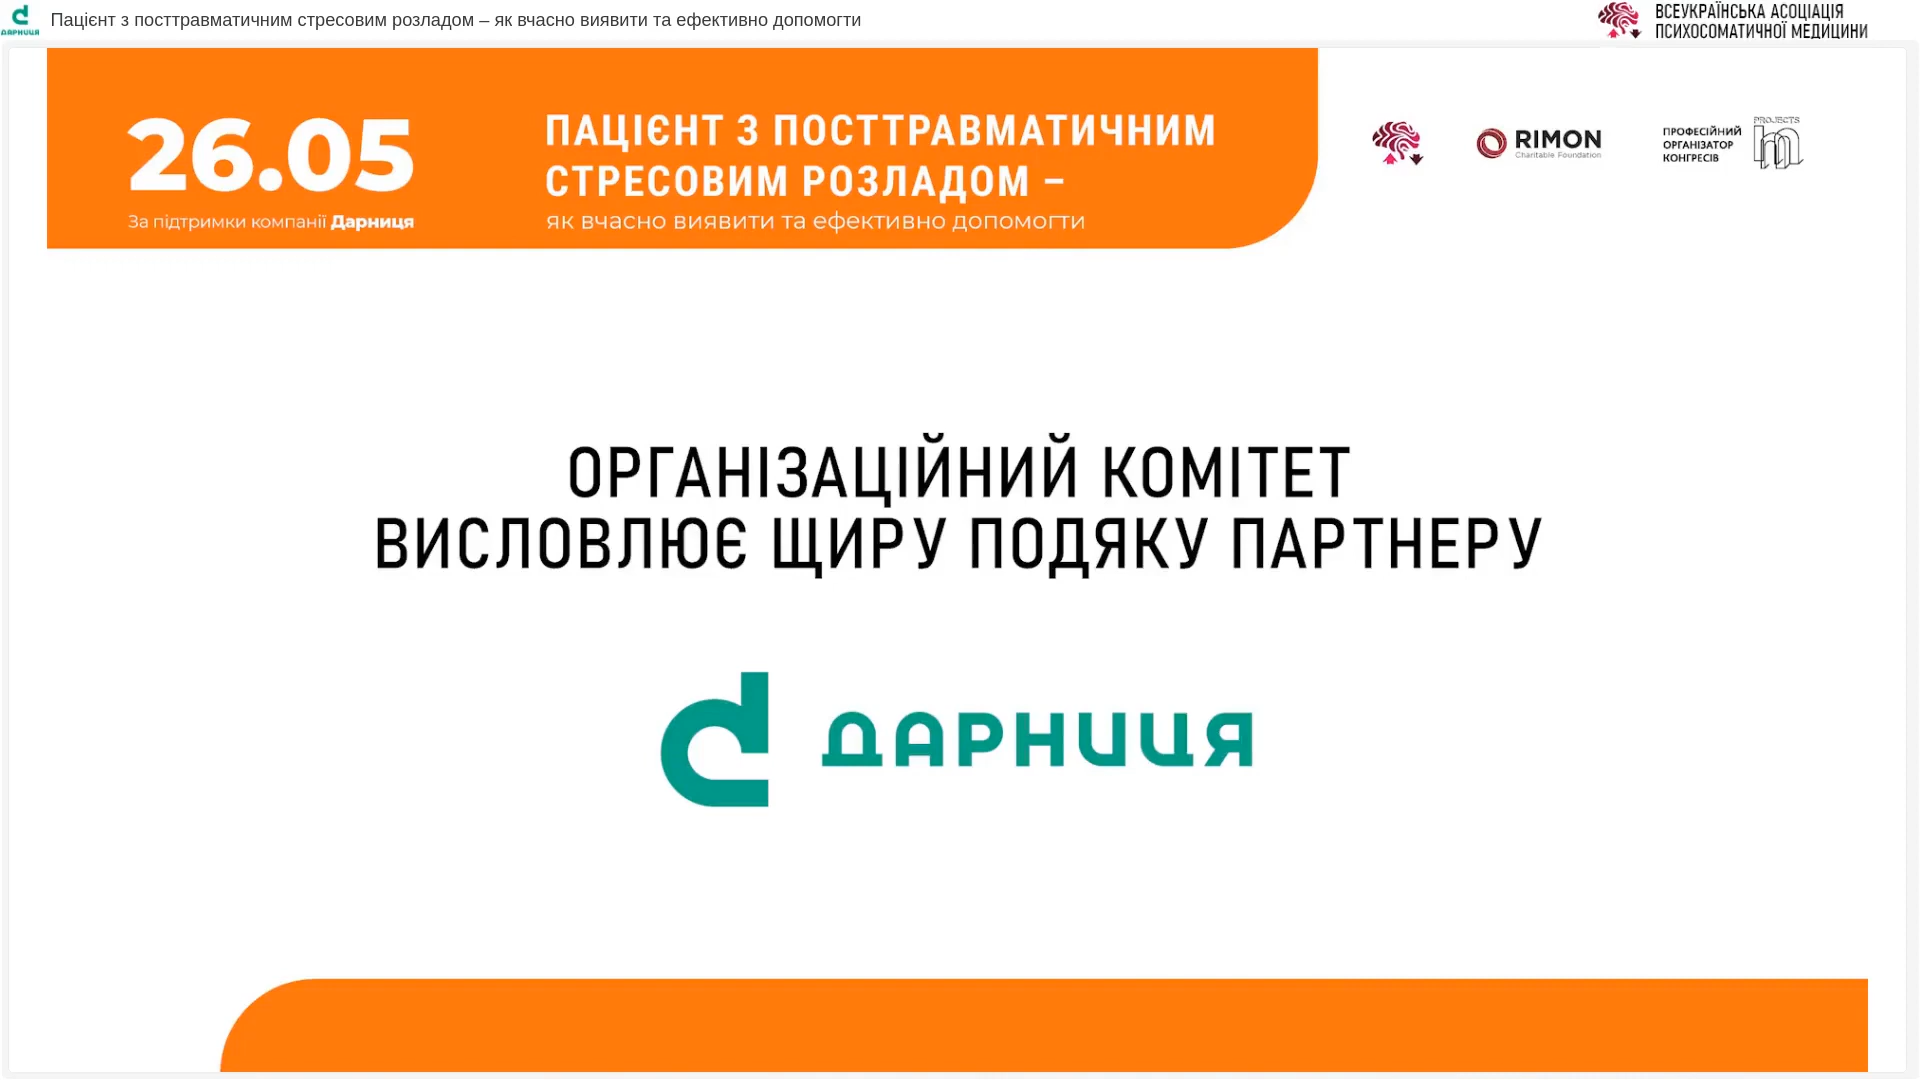 ДАРНИЦЯ
Пацієнт з посттравматичним стресовим розладом – як вчасно виявити та ефективно допомогти
ВСЕУКРАЇНСЬКА АСОЦІАЦІЯ
ПСИХОСОМАТИЧНОЇ МЕДИЦИНИ
26.05
За підтримки компанії Дарниця
ПАЦІЄНТ З ПОСТТРАВМАТИЧНИМ
СТРЕСОВИМ РОЗЛАДОМ –
як вчасно виявити та ефективно допомогти
RIMON
Charitable Foundation
ПРОФЕСІЙНИЙ
ОРГАНІЗАТОР
КОНГРЕСІВ
PROJECTS
ОРГАНІЗАЦІЙНИЙ КОМІТЕТ
ВИСЛОВЛЮЄ ЩИРУ ПОДЯКУ ПАРТНЕРУ
ДАРНИЦЯ